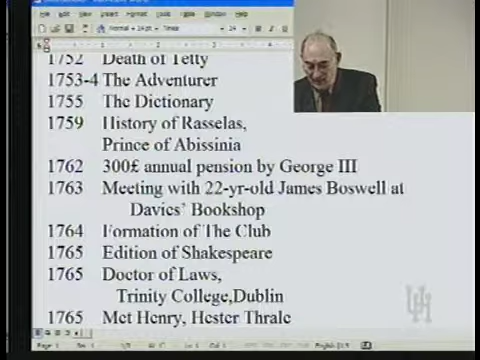 1752 Death of Tetty
1753-4 The Adventurer
1755 The Dictionary
1759 History of Rasselas,
Prince of Abissinia
1762 300£ annual pension by George III
1763 Meeting with 22-yr-old James Boswell at
Davies' Bookshop
1764 Formation of The Club
1765 Edition of Shakespeare
1765 Doctor of Laws,
Trinity College,Dublin
1765 Met Henry, Hester Thrale